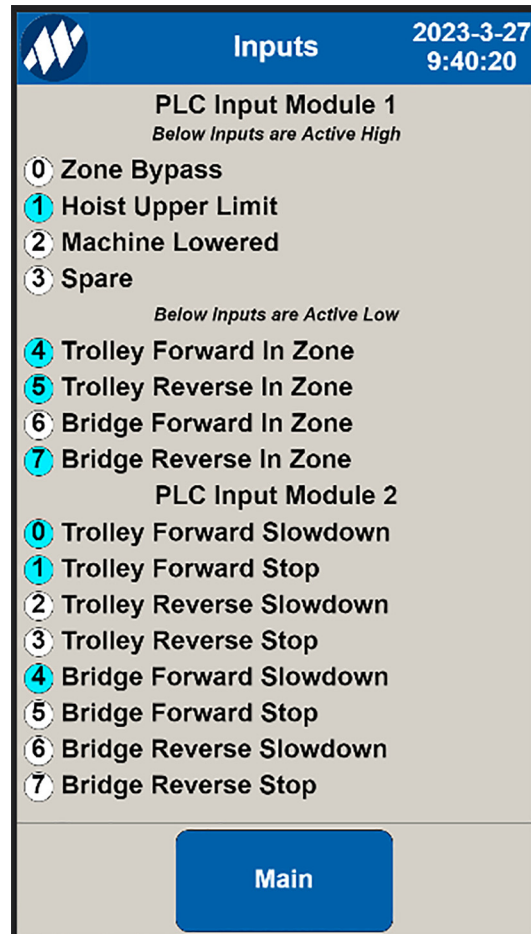 Inputs
2023-3-27
9:40:20
PLC Input Module 1
Below Inputs are Active High
0 Zone Bypass
1 Hoist Upper Limit
2 Machine Lowered
3 Spare
Below Inputs are Active Low
4 Trolley Forward In Zone
5 Trolley Reverse In Zone
6 Bridge Forward In Zone
7 Bridge Reverse In Zone
PLC Input Module 2
0 Trolley Forward Slowdown
1 Trolley Forward Stop
2 Trolley Reverse Slowdown
3 Trolley Reverse Stop
4 Bridge Forward Slowdown
5 Bridge Forward Stop
6 Bridge Reverse Slowdown
7 Bridge Reverse Stop
Main